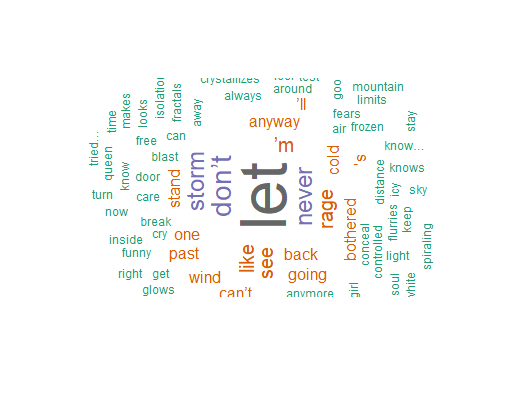 crystallizes
around
always
'll
goo
mountain
limits
isolation
fractals
looks
makes
time
away
anyway
fears
air frozen
stay
tried...
queen
free
can
'm
cold
's
know...
know
blast
storm
don't
let
never
rage
distance
knows
door
icy
sky
turn
care
stand
bothered
now
break
flurries
keep
cry
one
conceal
controlled
spiraling
inside
funny
past
like
see
back
light
right
get
wind
going
soul
white
glows
can't
anymore
girl